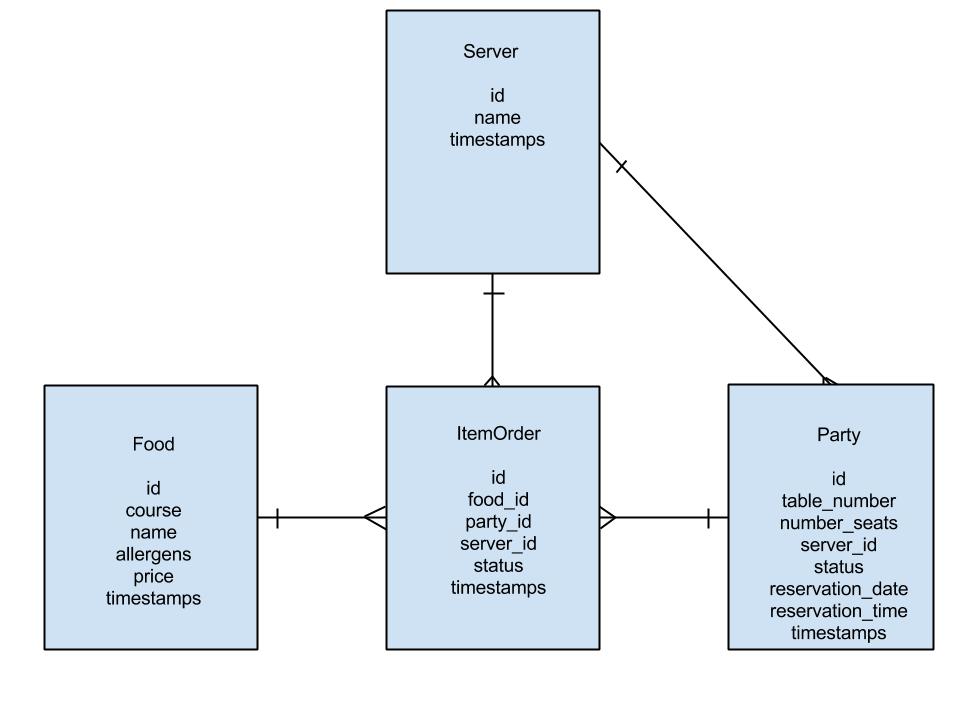 Server
id
name
timestamps
Food
id
course
name
allergens
price
timestamps
ItemOrder
id
food_id
party_id
server_id
status
timestamps
Party
id
table_number
number_seats
server_id
status
reservation_date
reservation_time
timestamps